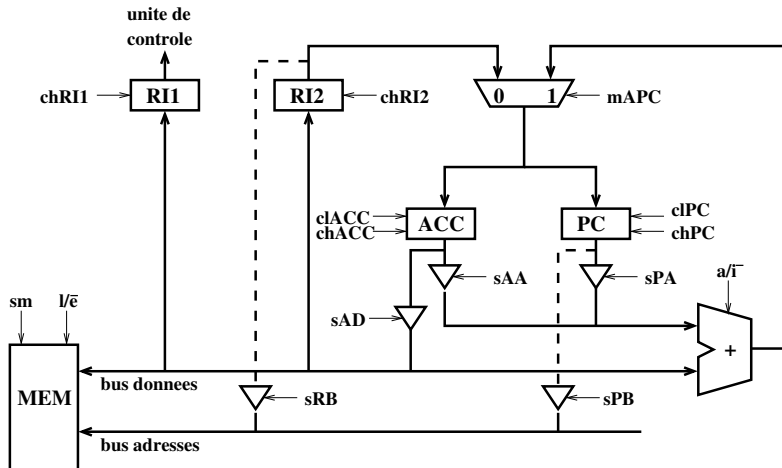 unite de
controle
chRI1
RI1
RI2
chRI2
0 1
mAPC
clACC
chACC
ACC
PC
clPC
chPC
sAA
sPA
a/i̅
sm
l/e̅
sAD
+
MEM
bus donnees
sRB
sPB
bus adresses